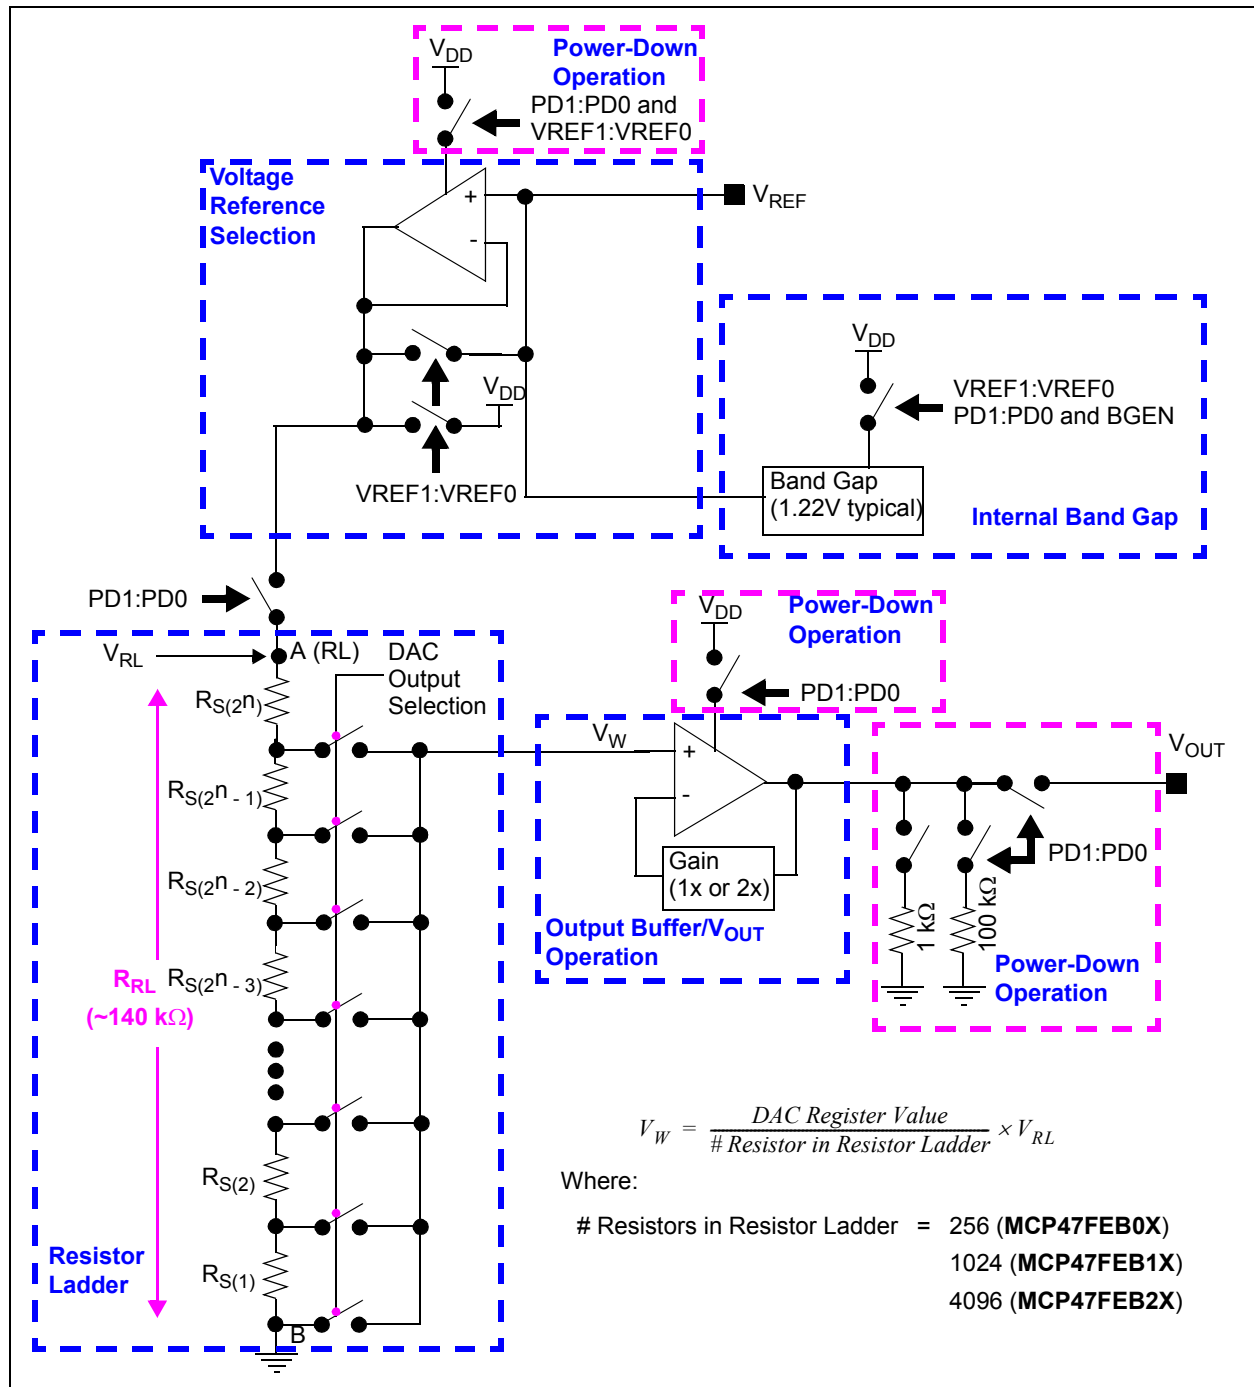 VDD
Power-Down
Operation
PD1:PD0 and
VREF1:VREF0
Voltage
Reference
Selection
+
-
VREF
VDD
VREF1:VREF0
VDD
VREF1:VREF0
PD1:PD0 and BGEN
Band Gap
(1.22V typical)
Internal Band Gap
PD1:PD0
VRL
A (RL)
DAC
Output
Selection
RS(2n)
RS(2n - 1)
RS(2n - 2)
RS(2n - 3)
RRL
(~140 kΩ)
RS(2)
RS(1)
B
Resistor
Ladder
VDD
Power-Down
Operation
PD1:PD0
VW
+
-
Gain
(1x or 2x)
Output Buffer/VOUT
Operation
VOUT
PD1:PD0
1 kΩ
100 kΩ
Power-Down
Operation
VW = DAC Register Value / # Resistor in Resistor Ladder × VRL
Where:
# Resistors in Resistor Ladder = 256 (MCP47FEB0X)
1024 (MCP47FEB1X)
4096 (MCP47FEB2X)